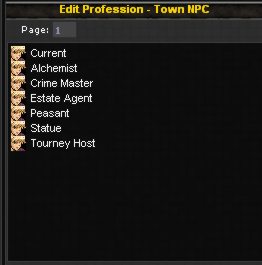 Edit Profession - Town NPC
Page: 1
Current
Alchemist
Crime Master
Estate Agent
Peasant
Statue
Tourney Host